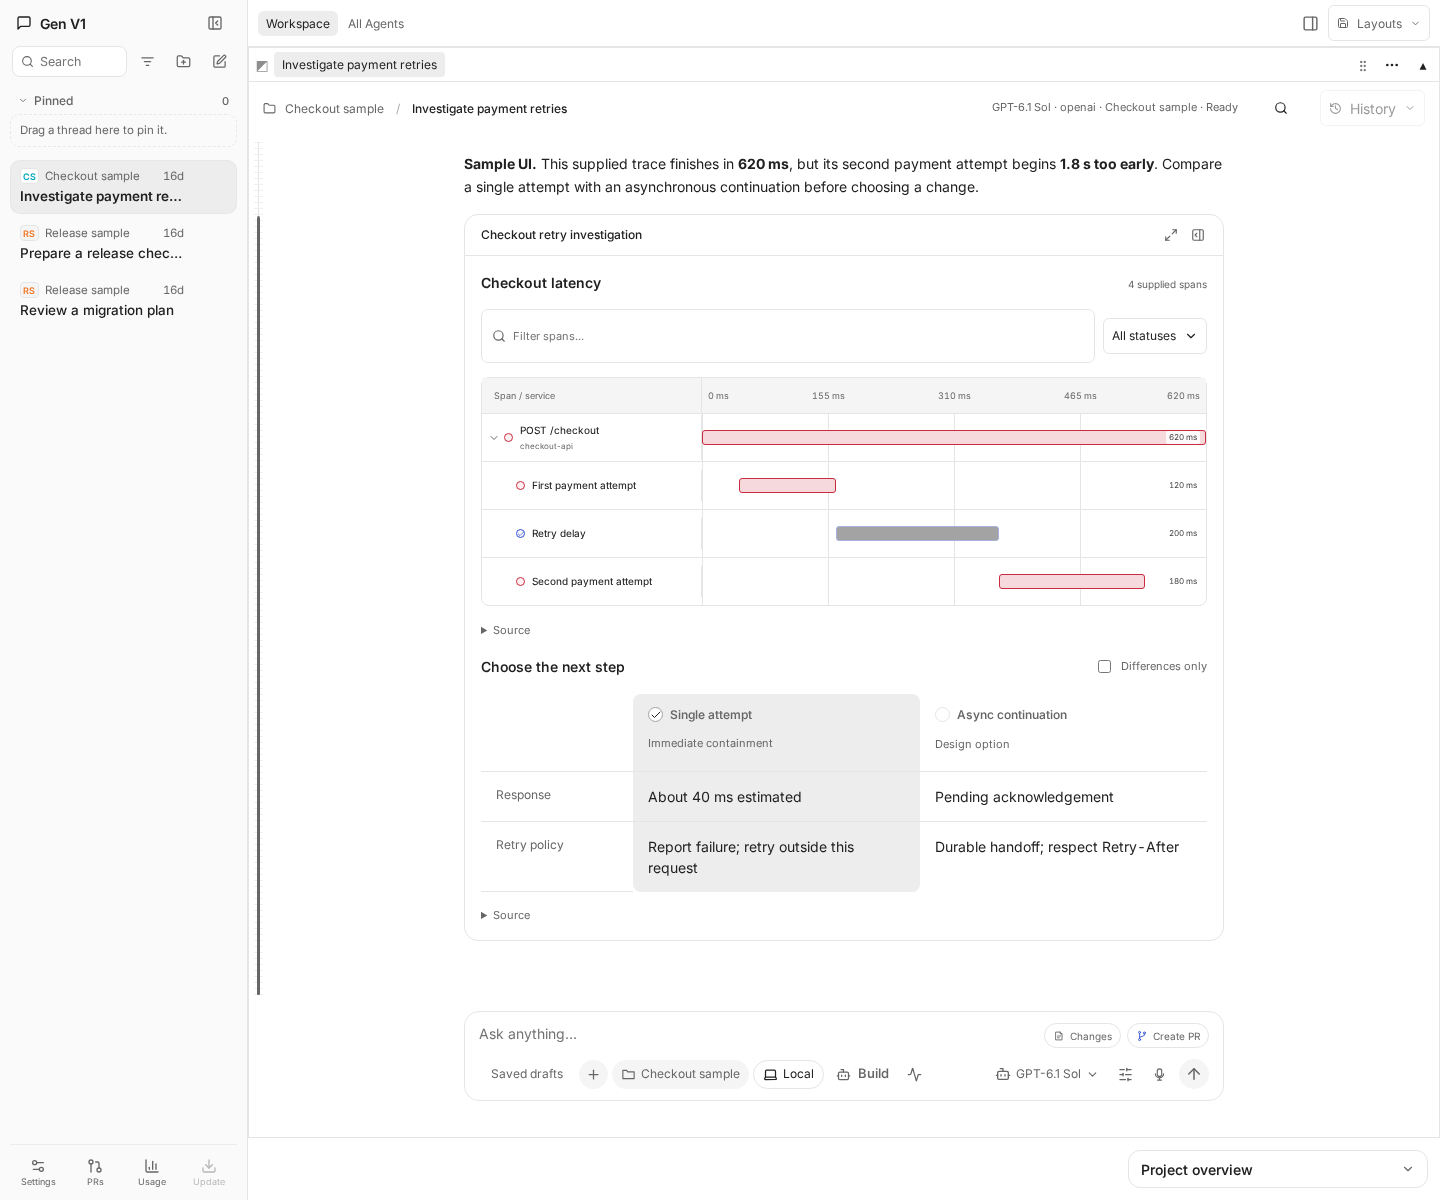 Gen V1
Search
Pinned 0
Drag a thread here to pin it.
CS Checkout sample 16d
Investigate payment re...
RS Release sample 16d
Prepare a release chec...
RS Release sample 16d
Review a migration plan
Settings PRs Usage Update
Workspace All Agents Layouts
Investigate payment retries
Checkout sample / Investigate payment retries
GPT-6.1 Sol · openai · Checkout sample · Ready
History
Sample UI. This supplied trace finishes in 620 ms, but its second payment attempt begins 1.8 s too early. Compare
a single attempt with an asynchronous continuation before choosing a change.
Checkout retry investigation
Checkout latency 4 supplied spans
Filter spans... All statuses
Span / service 0 ms 155 ms 310 ms 465 ms 620 ms
POST /checkout
checkout-api
620 ms
First payment attempt 120 ms
Retry delay 200 ms
Second payment attempt 180 ms
Source
Choose the next step Differences only
Single attempt Async continuation
Immediate containment Design option
Response About 40 ms estimated Pending acknowledgement
Retry policy Report failure; retry outside this Durable handoff; respect Retry-After
request
Source
Ask anything... Changes Create PR
Saved drafts Checkout sample Local Build GPT-6.1 Sol
Project overview